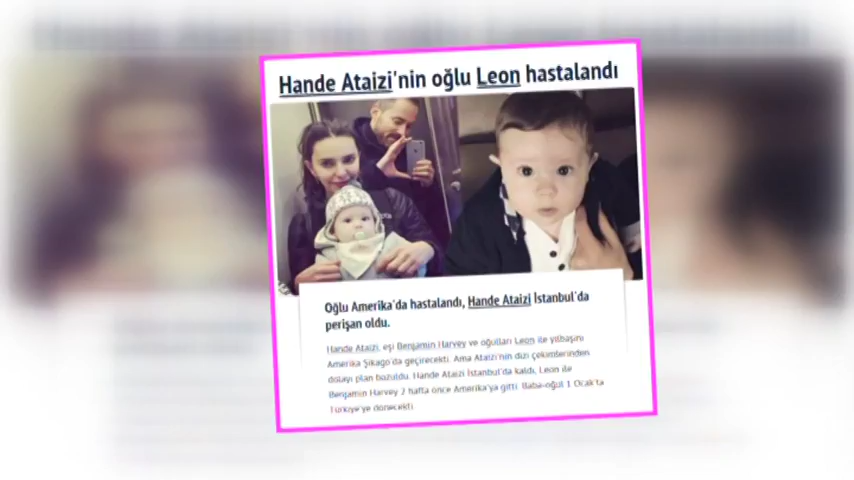 Hande Ataizi'nin oğlu Leon hastalandı
Oğlu Amerika'da hastalandı, Hande Ataizi İstanbul'da
perişan oldu.
Hande Ataizi, eşi Benjamin Harvey ve oğulları Leon ile yılbaşını
Amerika Şikago'da geçirecekti. Ama Ataizi'nin dizi çekimlerinden
dolayı plan bozuldu. Hande Ataizi İstanbul'da kaldı, Leon ile
Benjamin Harvey 2 hafta önce Amerika'ya gitti. Baba-oğul 1 Ocak'ta
Türkiye'ye dönecekti.